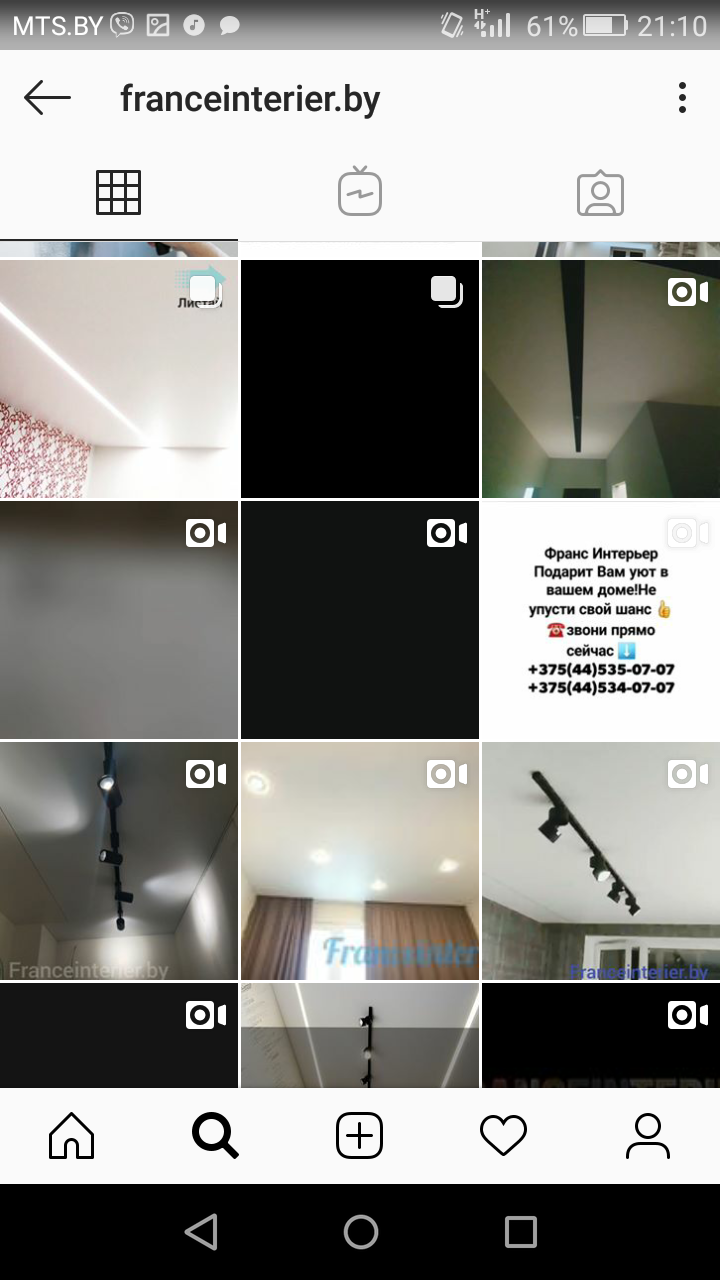 MTS.BY
H+
61%
21:10
franceinterier.by
Листай
Франс Интерьер
Подарит Вам уют в
вашем доме!Не
упусти свой шанс 👍
☎️звони прямо
сейчас ⬇️
+375(44)535-07-07
+375(44)534-07-07
Franceinterier.by
Franceinterier.by